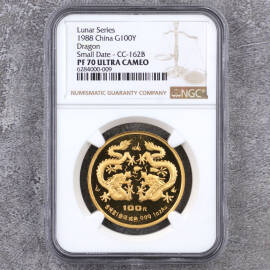 Lunar Series
1988 China G100Y
Dragon
Small Date - CC-162B
PF 70 ULTRA CAMEO
6284000-009
NGC
NUMISMATIC GUARANTY COMPANY
100元